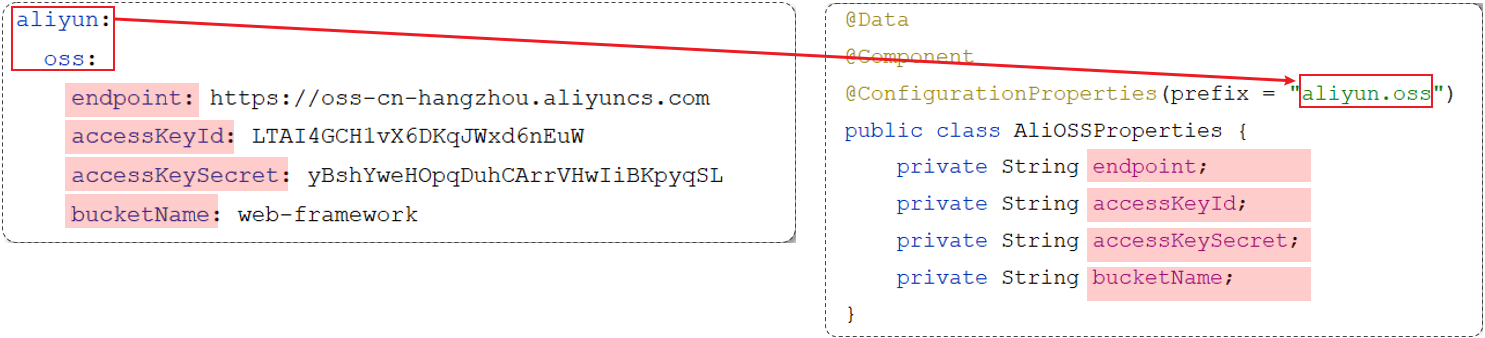 aliyun:
oss:
endpoint: https://oss-cn-hangzhou.aliyuncs.com
accessKeyId: LTAI4GCH1vX6DKqJWxd6nEuW
accessKeySecret: yBshYweHOpqDuhCArrVHwIiBKpyqSL
bucketName: web-framework
@Data
@Component
@ConfigurationProperties(prefix = "aliyun.oss")
public class AliOSSProperties {
private String endpoint;
private String accessKeyId;
private String accessKeySecret;
private String bucketName;
}